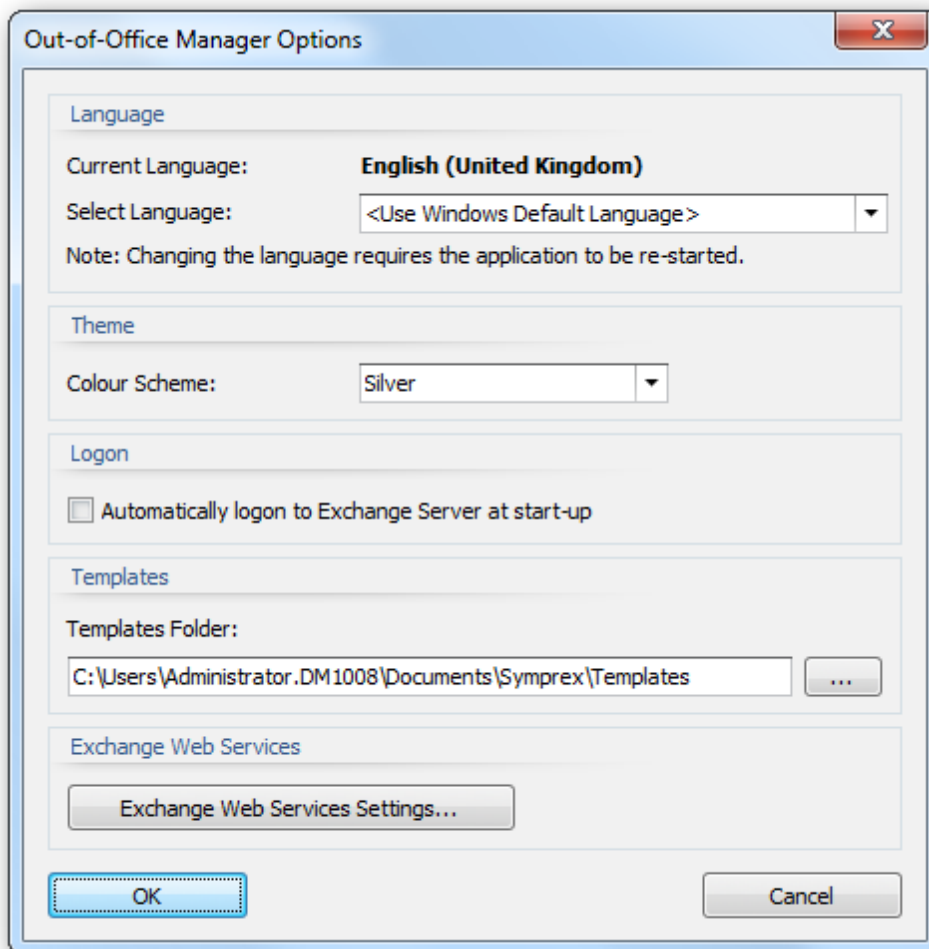 Out-of-Office Manager Options
Language
Current Language: English (United Kingdom)
Select Language: <Use Windows Default Language>
Note: Changing the language requires the application to be re-started.
Theme
Colour Scheme: Silver
Logon
Automatically logon to Exchange Server at start-up
Templates
Templates Folder:
C:\Users\Administrator.DM1008\Documents\Symprex\Templates ...
Exchange Web Services
Exchange Web Services Settings...
OK Cancel